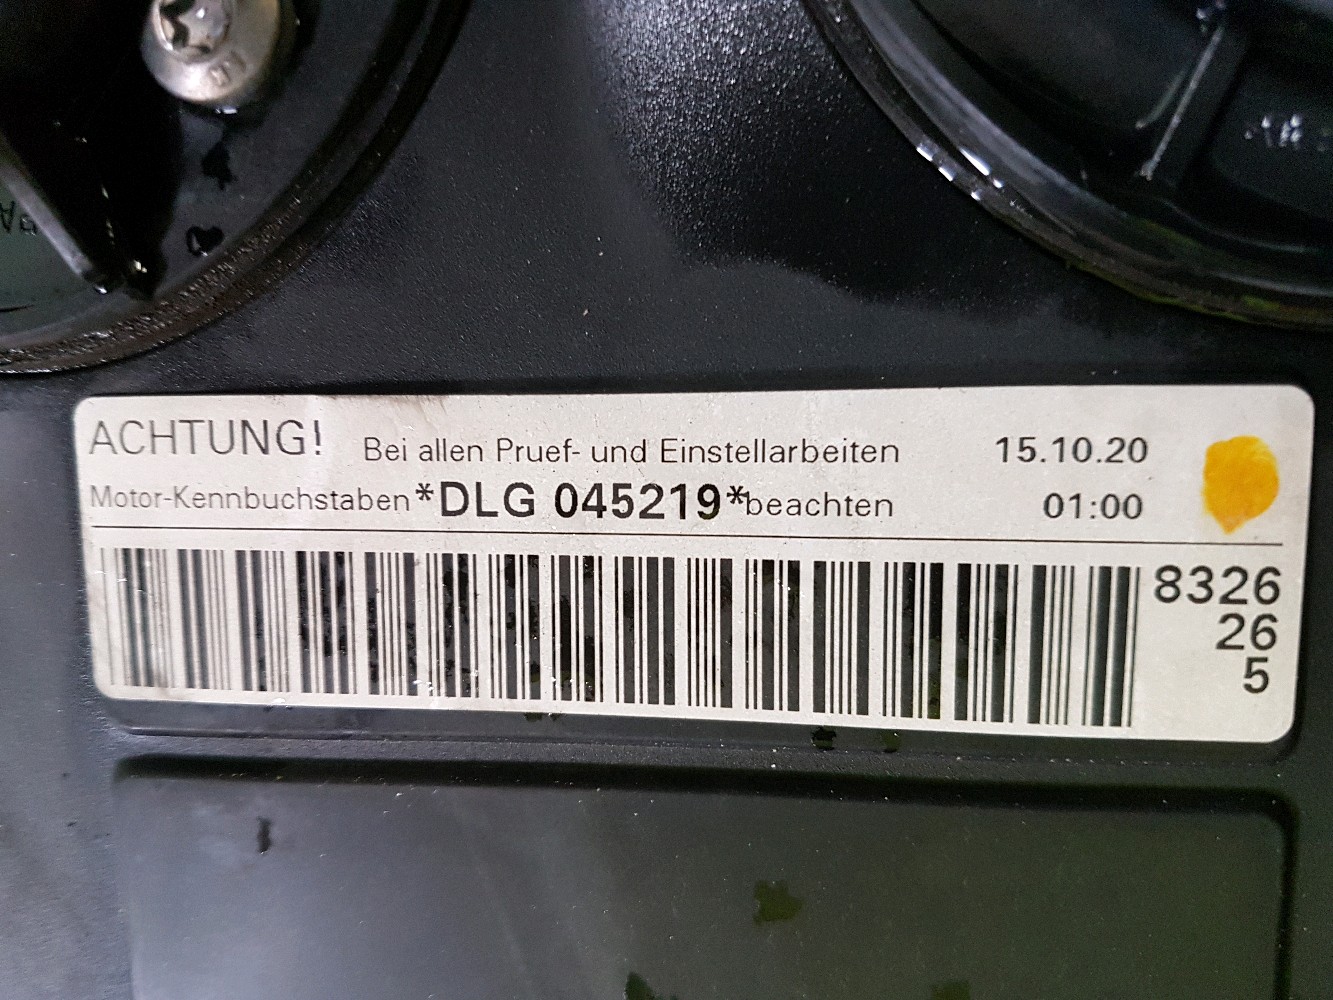 ACHTUNG! Bei allen Pruef- und Einstellarbeiten 15.10.20
Motor-Kennbuchstaben *DLG 045219* beachten 01:00
8326
26
5